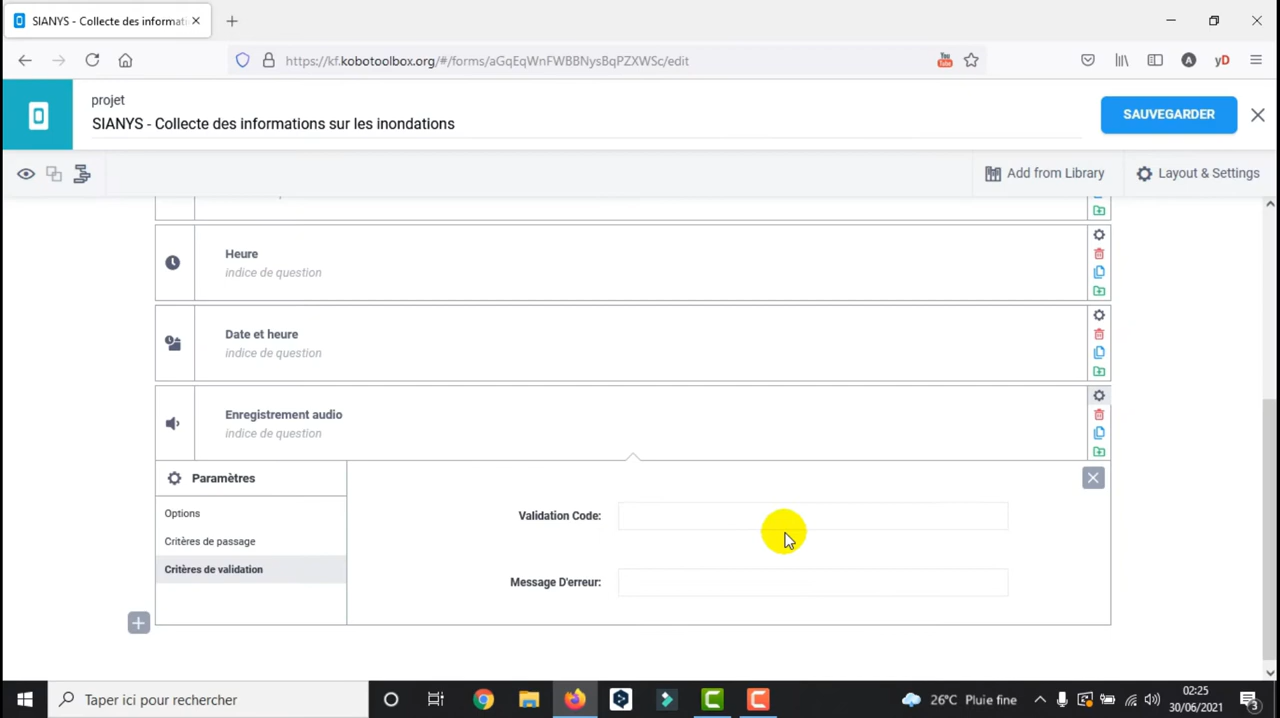 SIANYS - Collecte des informati
https://kf.kobotoolbox.org/#/forms/aGqEqWnFWBBNysBqPZXWSc/edit
A
yD
projet
SIANYS - Collecte des informations sur les inondations
SAUVEGARDER
Add from Library
Layout & Settings
Heure
indice de question
Date et heure
indice de question
Enregistrement audio
indice de question
Paramètres
Options
Critères de passage
Critères de validation
Validation Code:
Message D'erreur:
Taper ici pour rechercher
26°C Pluie fine
02:25
30/06/2021
3